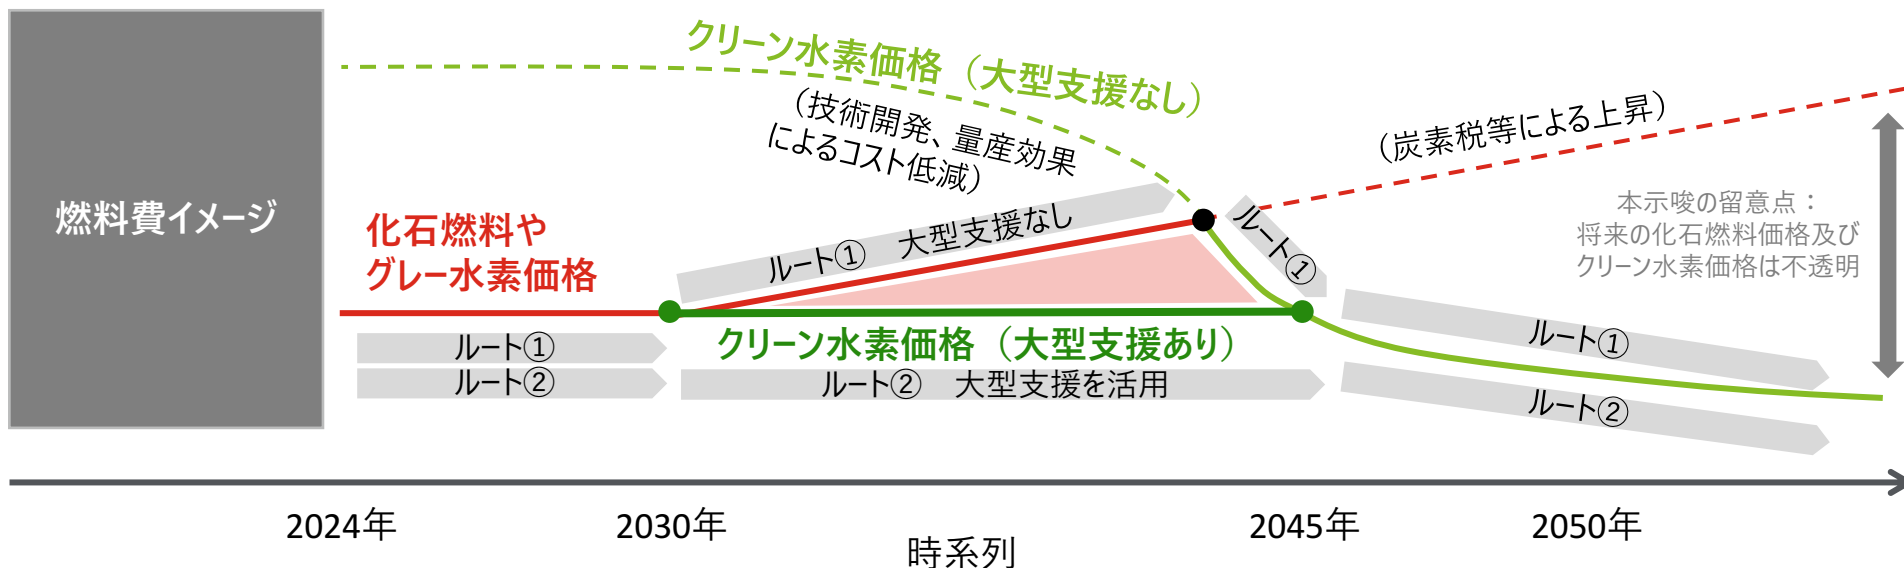 燃料費イメージ
クリーン水素価格（大型支援なし）
（技術開発、量産効果
によるコスト低減）
（炭素税等による上昇）
化石燃料や
グレー水素価格
ルート① 大型支援なし
ルート①
本示唆の留意点：
将来の化石燃料価格及び
クリーン水素価格は不透明
ルート①
ルート②
クリーン水素価格（大型支援あり）
ルート② 大型支援を活用
ルート①
ルート②
2024年
2030年
2045年
2050年
時系列